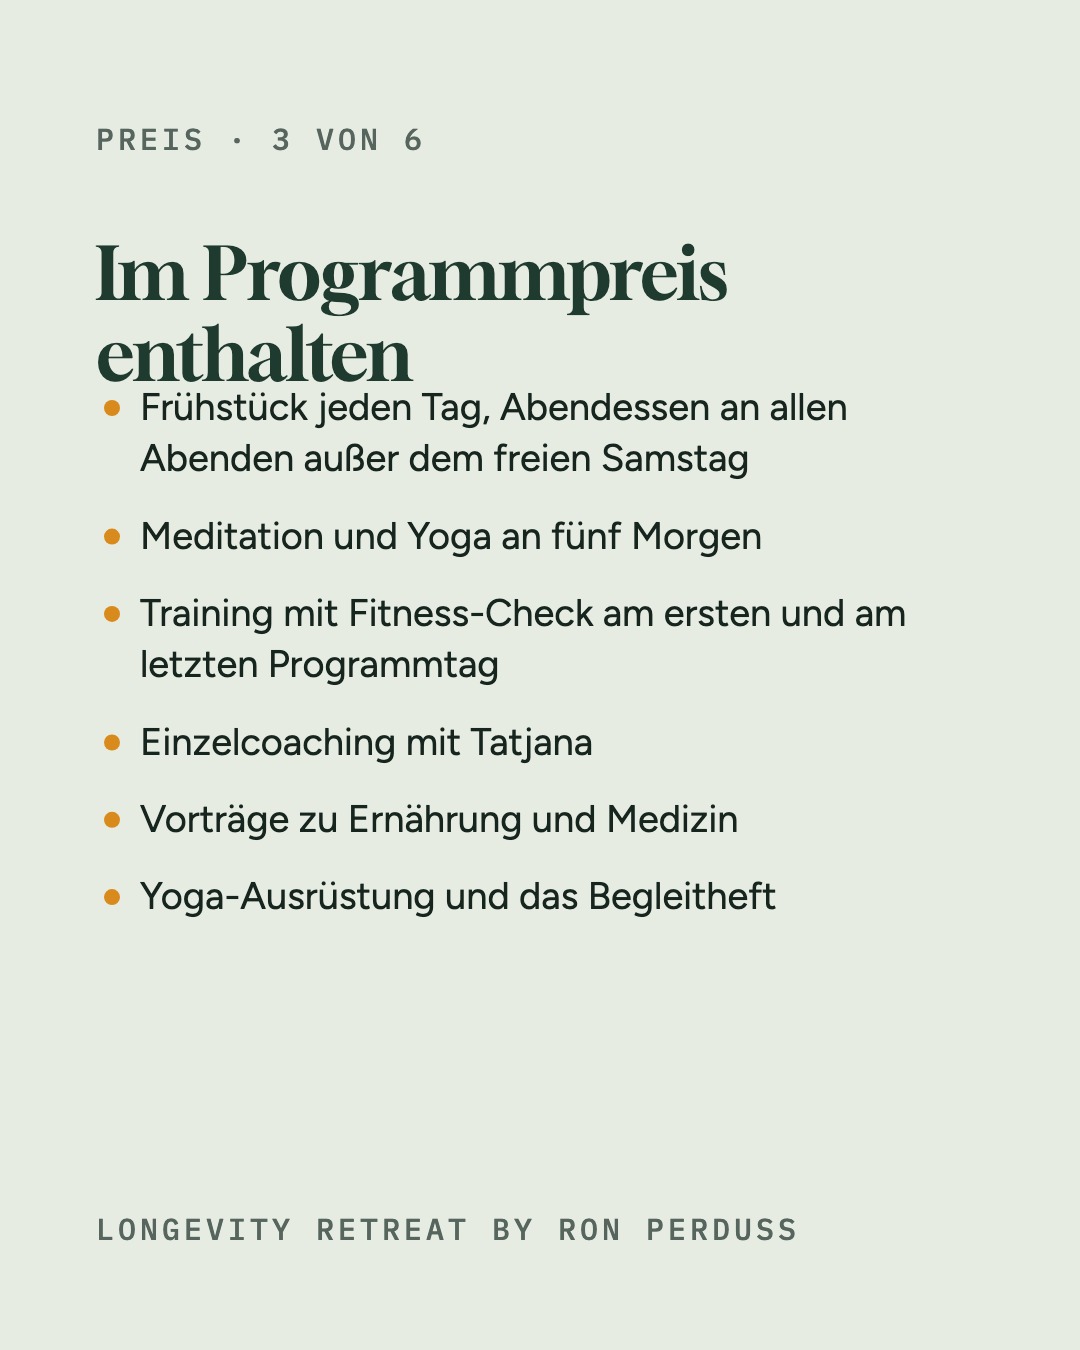 PREIS · 3 VON 6
Im Programmpreis
enthalten
Frühstück jeden Tag, Abendessen an allen
Abenden außer dem freien Samstag
Meditation und Yoga an fünf Morgen
Training mit Fitness-Check am ersten und am
letzten Programmtag
Einzelcoaching mit Tatjana
Vorträge zu Ernährung und Medizin
Yoga-Ausrüstung und das Begleitheft
LONGEVITY RETREAT BY RON PERDUSS